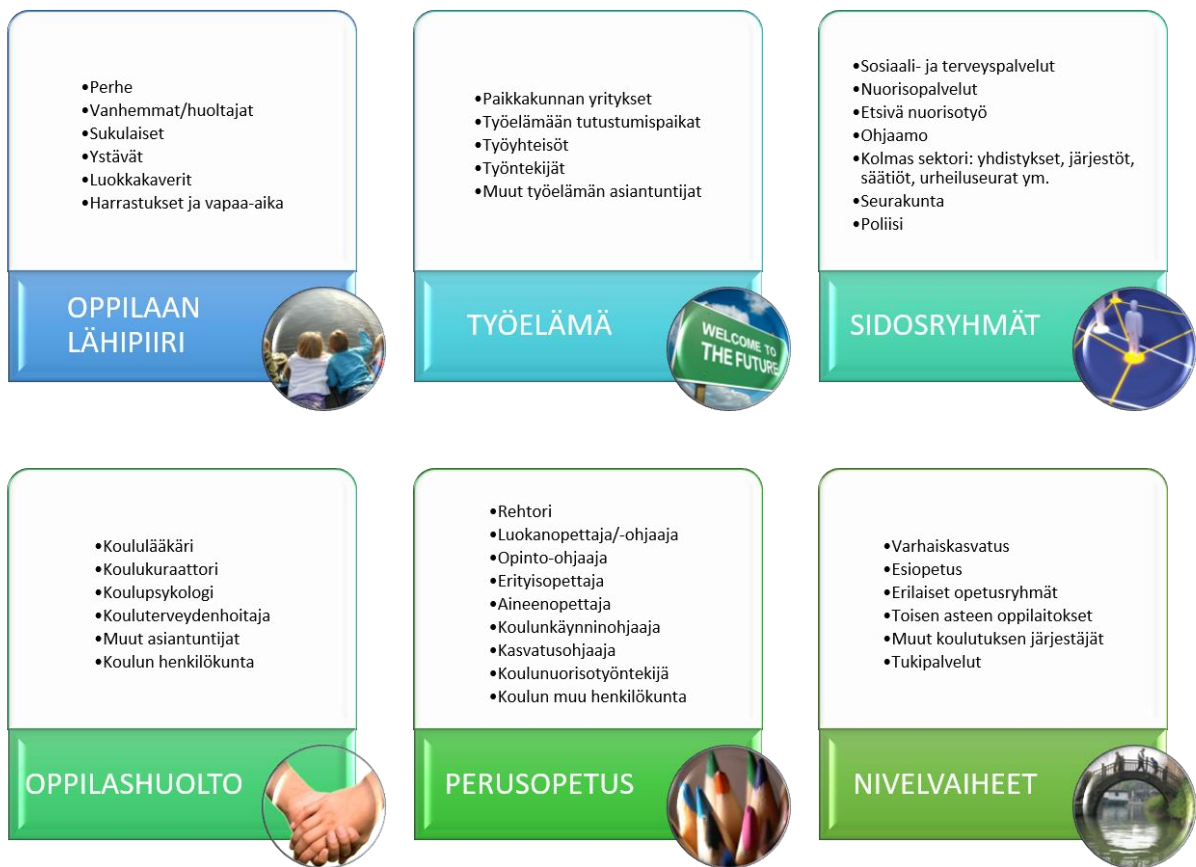 •Perhe
•Vanhemmat/huoltajat
•Sukulaiset
•Ystävät
•Luokkakaverit
•Harrastukset ja vapaa-aika
OPPILAAN
LÄHIPIIRI
•Paikkakunnan yritykset
•Työelämään tutustumispaikat
•Työyhteisöt
•Työntekijät
•Muut työelämän asiantuntijat
TYÖELÄMÄ
WELCOME TO
THE FUTURE
•Sosiaali- ja terveyspalvelut
•Nuorisopalvelut
•Etsivä nuorisotyö
•Ohjaamo
•Kolmas sektori: yhdistykset, järjestöt,
säätiöt, urheiluseurat ym.
•Seurakunta
•Poliisi
SIDOSRYHMÄT
•Koululääkäri
•Koulukuraattori
•Koulupsykologi
•Kouluterveydenhoitaja
•Muut asiantuntijat
•Koulun henkilökunta
OPPILASHUOLTO
•Rehtori
•Luokanopettaja/-ohjaaja
•Opinto-ohjaaja
•Erityisopettaja
•Aineenopettaja
•Koulunkäynninohjaaja
•Kasvatusohjaaja
•Koulunuorisotyöntekijä
•Koulun muu henkilökunta
PERUSOPETUS
•Varhaiskasvatus
•Esiopetus
•Erilaiset opetusryhmät
•Toisen asteen oppilaitokset
•Muut koulutuksen järjestäjät
•Tukipalvelut
NIVELVAIHEET